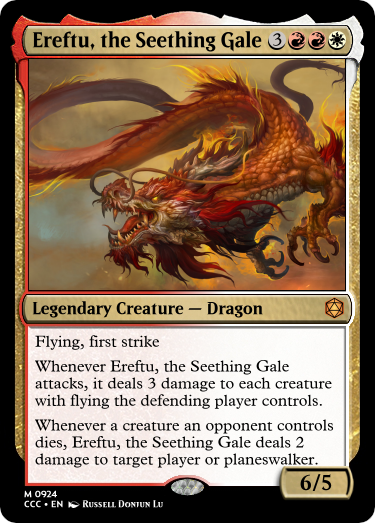 Ereftu, the Seething Gale 3
Legendary Creature — Dragon
Flying, first strike
Whenever Ereftu, the Seething Gale
attacks, it deals 3 damage to each creature
with flying the defending player controls.
Whenever a creature an opponent controls
dies, Ereftu, the Seething Gale deals 2
damage to target player or planeswalker.
6/5
M 0924
CCC • EN Russell Donjun Lu